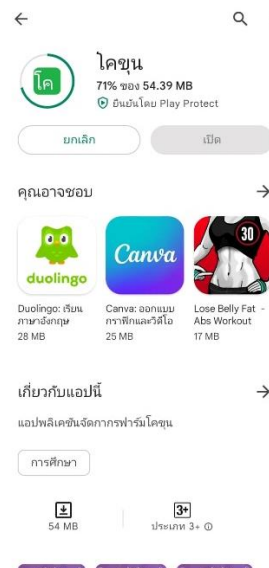 โคขุน
โค
71% ของ 54.39 MB
ยืนยันโดย Play Protect
ยกเลิก
เปิด
คุณอาจชอบ
30
duolingo
Canva
Duolingo: เรียน
ภาษาอังกฤษ
28 MB
Canva: ออกแบบ
กราฟิกและวิดีโอ
25 MB
Lose Belly Fat -
Abs Workout
17 MB
เกี่ยวกับแอปนี้
แอปพลิเคชันจัดกากรฟาร์มโคขุน
การศึกษา
54 MB
3+
ประเภท 3+